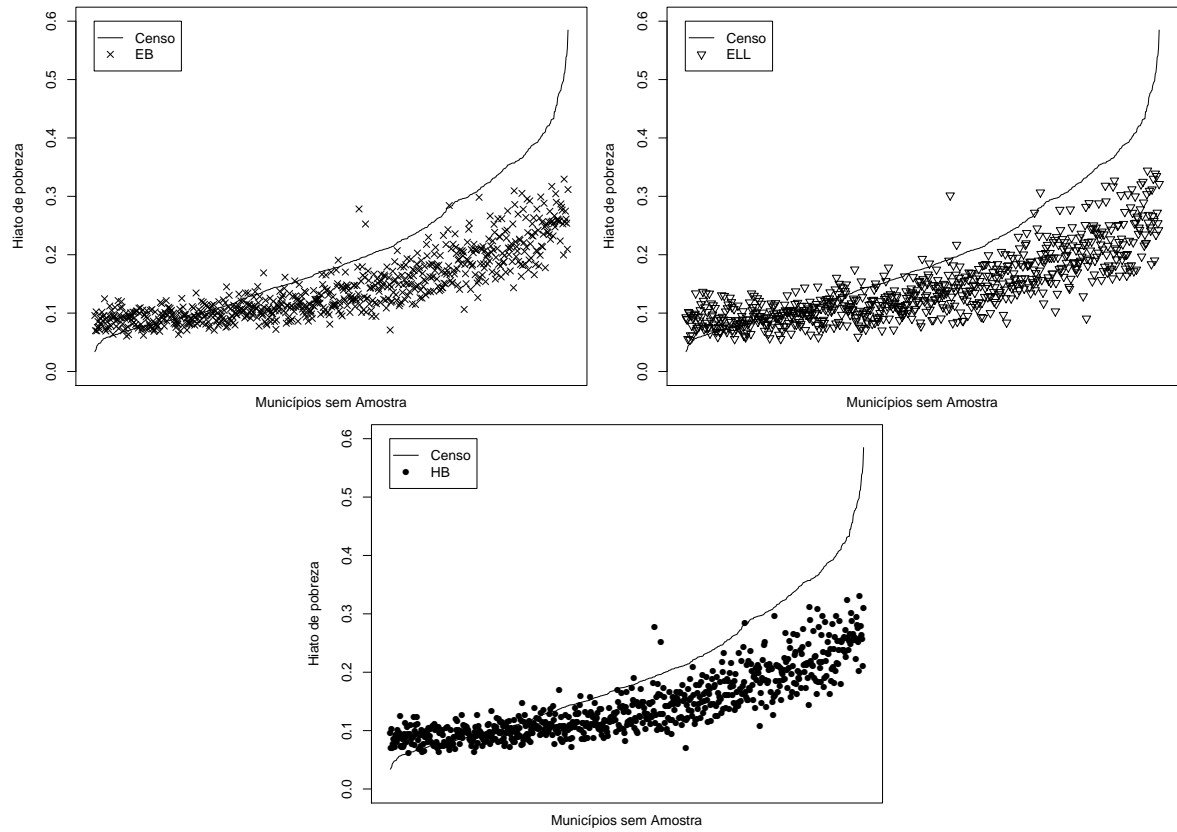 Hiato de pobreza
0.0 0.1 0.2 0.3 0.4 0.5 0.6
Censo
EB
Municípios sem Amostra
Hiato de pobreza
0.0 0.1 0.2 0.3 0.4 0.5 0.6
Censo
ELL
Municípios sem Amostra
Hiato de pobreza
0.0 0.1 0.2 0.3 0.4 0.5 0.6
Censo
HB
Municípios sem Amostra